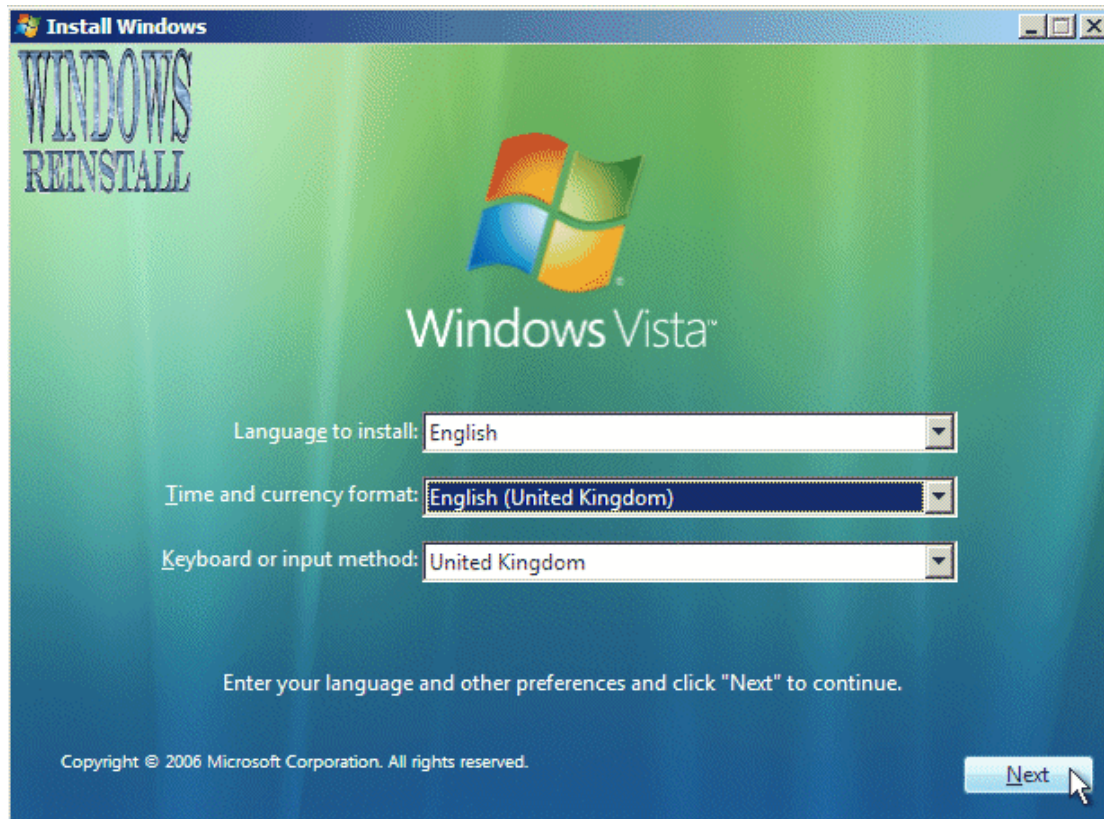 Install Windows
WINDOWS
REINSTALL
Windows Vista™
Language to install: English
Time and currency format: English (United Kingdom)
Keyboard or input method: United Kingdom
Enter your language and other preferences and click "Next" to continue.
Copyright © 2006 Microsoft Corporation. All rights reserved.
Next